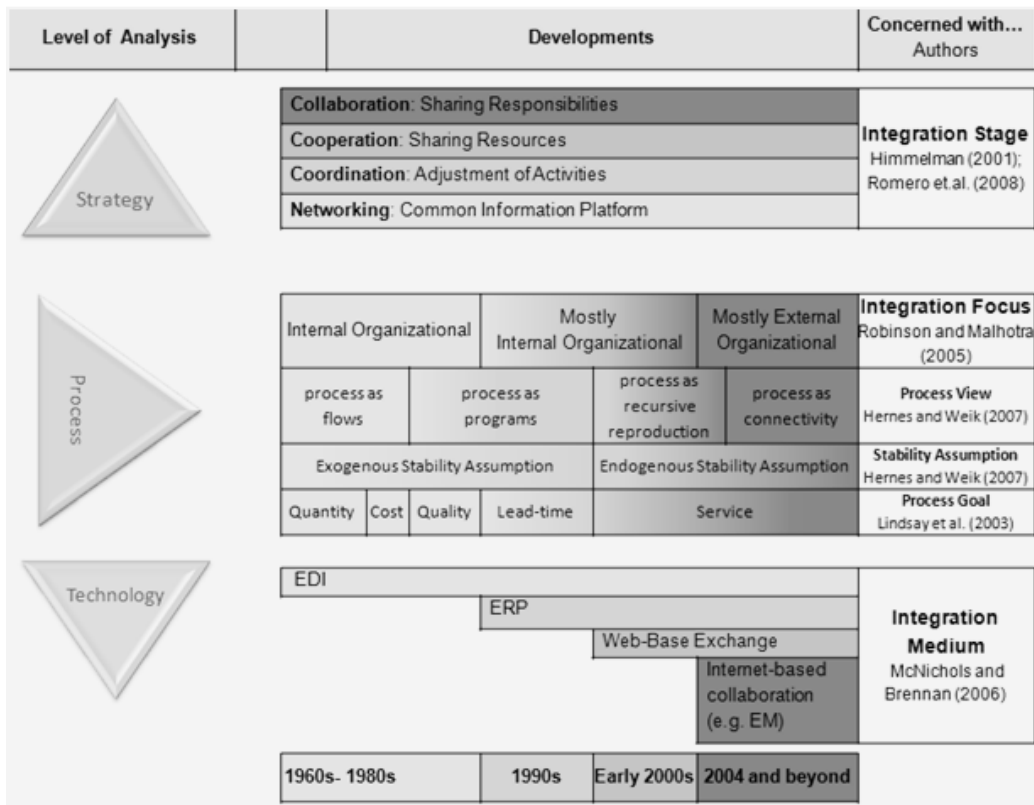 Level of Analysis
Developments
Concerned with...
Authors
Strategy
Collaboration: Sharing Responsibilities
Cooperation: Sharing Resources
Coordination: Adjustment of Activities
Networking: Common Information Platform
Integration Stage
Himmelman (2001);
Romero et.al. (2008)
Process
Internal Organizational
Mostly
Internal Organizational
Mostly External
Organizational
Integration Focus
Robinson and Malhotra
(2005)
process as
flows
process as
programs
process as
recursive
reproduction
process as
connectivity
Process View
Hernes and Weik (2007)
Exogenous Stability Assumption
Endogenous Stability Assumption
Stability Assumption
Hernes and Weik (2007)
Quantity
Cost
Quality
Lead-time
Service
Process Goal
Lindsay et al. (2003)
Technology
EDI
ERP
Web-Base Exchange
Internet-based
collaboration
(e.g. EM)
Integration
Medium
McNichols and
Brennan (2006)
1960s- 1980s
1990s
Early 2000s
2004 and beyond